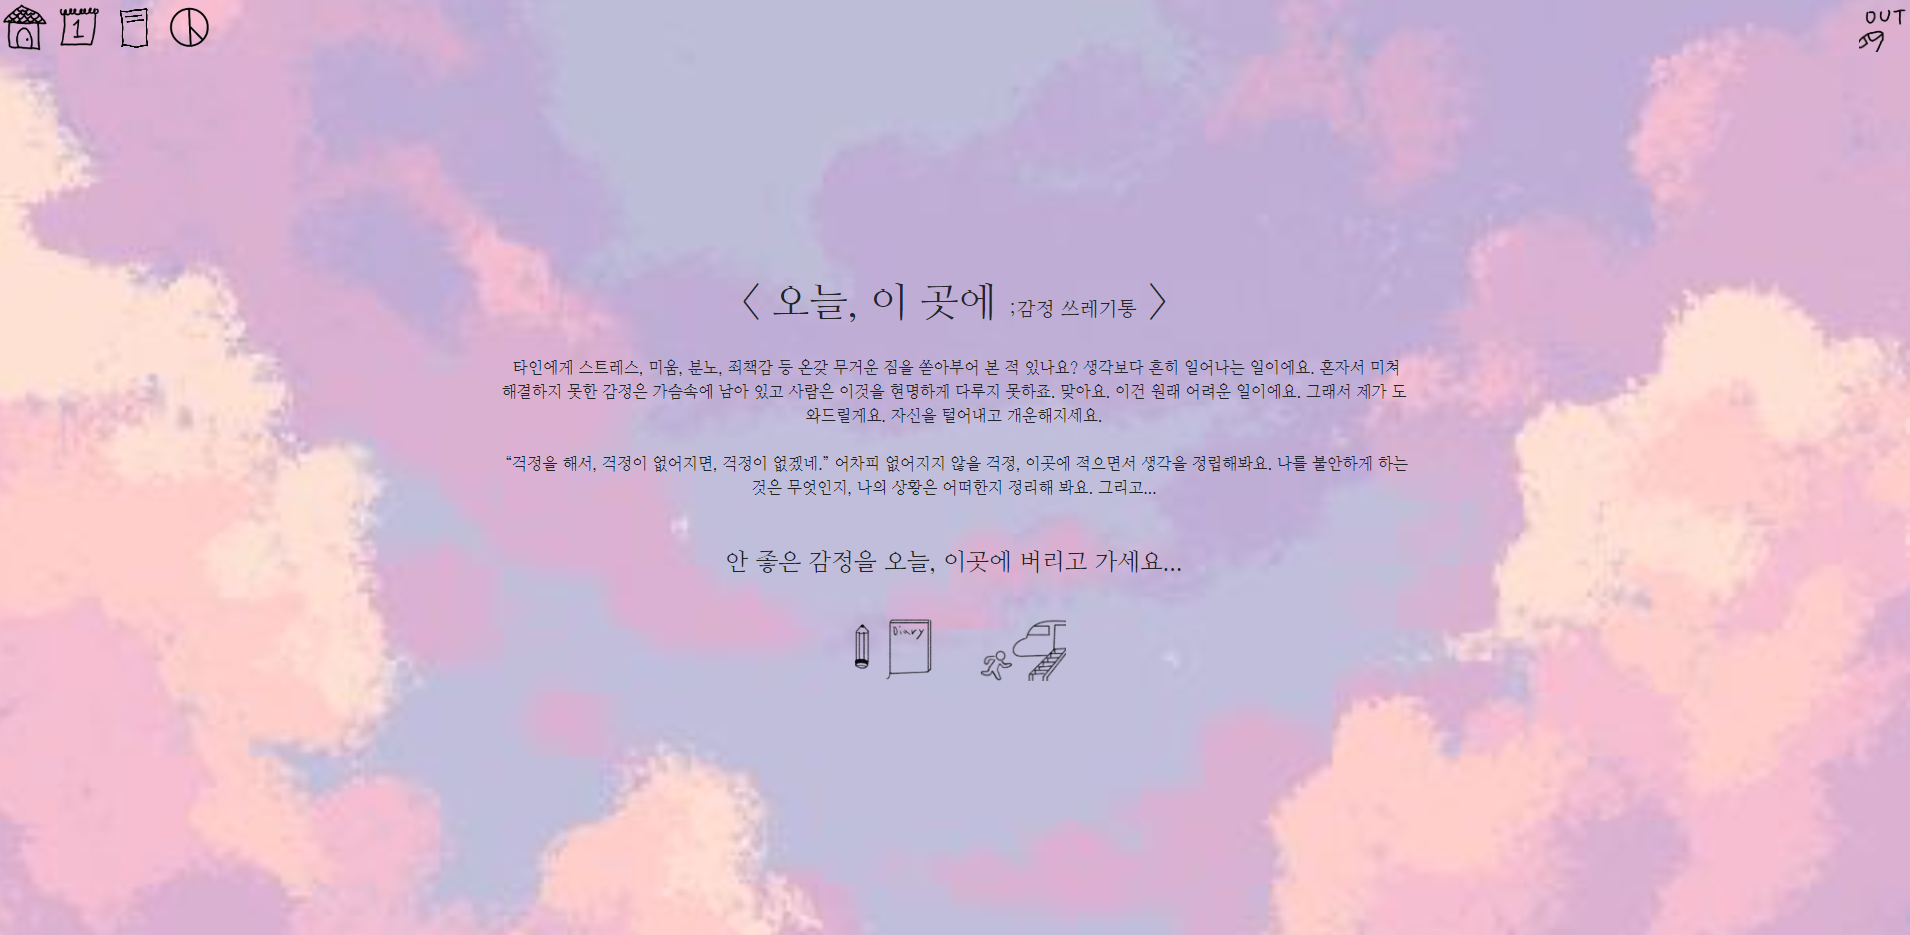 1
OUT
< 오늘, 이 곳에 ;감정 쓰레기통 >
타인에게 스트레스, 미움, 분노, 죄책감 등 온갖 무거운 짐을 쏟아부어 본 적 있나요? 생각보다 흔히 일어나는 일이에요. 혼자서 미쳐
해결하지 못한 감정은 가슴속에 남아 있고 사람은 이것을 현명하게 다루지 못하죠. 맞아요. 이건 원래 어려운 일이에요. 그래서 제가 도
와드릴게요. 자신을 털어내고 개운해지세요.
“걱정을 해서, 걱정이 없어지면, 걱정이 없겠네.” 어차피 없어지지 않을 걱정, 이곳에 적으면서 생각을 정립해봐요. 나를 불안하게 하는
것은 무엇인지, 나의 상황은 어떠한지 정리해 봐요. 그리고...
안 좋은 감정을 오늘, 이곳에 버리고 가세요...
Diary